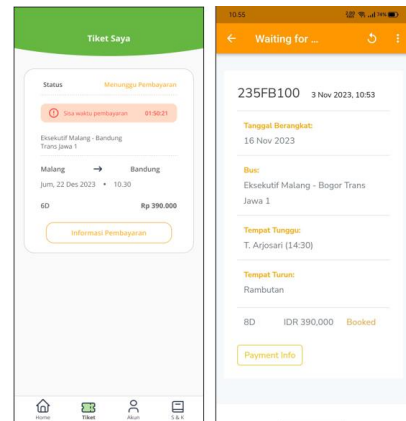 Tiket Saya
Status Menunggu Pembayaran
Sisa waktu pembayaran 01:50:21
Eksekutif Malang - Bandung
Trans Jawa 1
Malang → Bandung
Jum, 22 Des 2023 • 10.30
6D Rp 390.000
Informasi Pembayaran
Home Tiket Akun S & K
10:55
Waiting for ...
235FB100 3 Nov 2023, 10:53
Tanggal Berangkat:
16 Nov 2023
Bus:
Eksekutif Malang - Bogor Trans
Jawa 1
Tempat Tunggu:
T. Arjosari (14:30)
Tempat Turun:
Rambutan
8D IDR 390,000 Booked
Payment Info